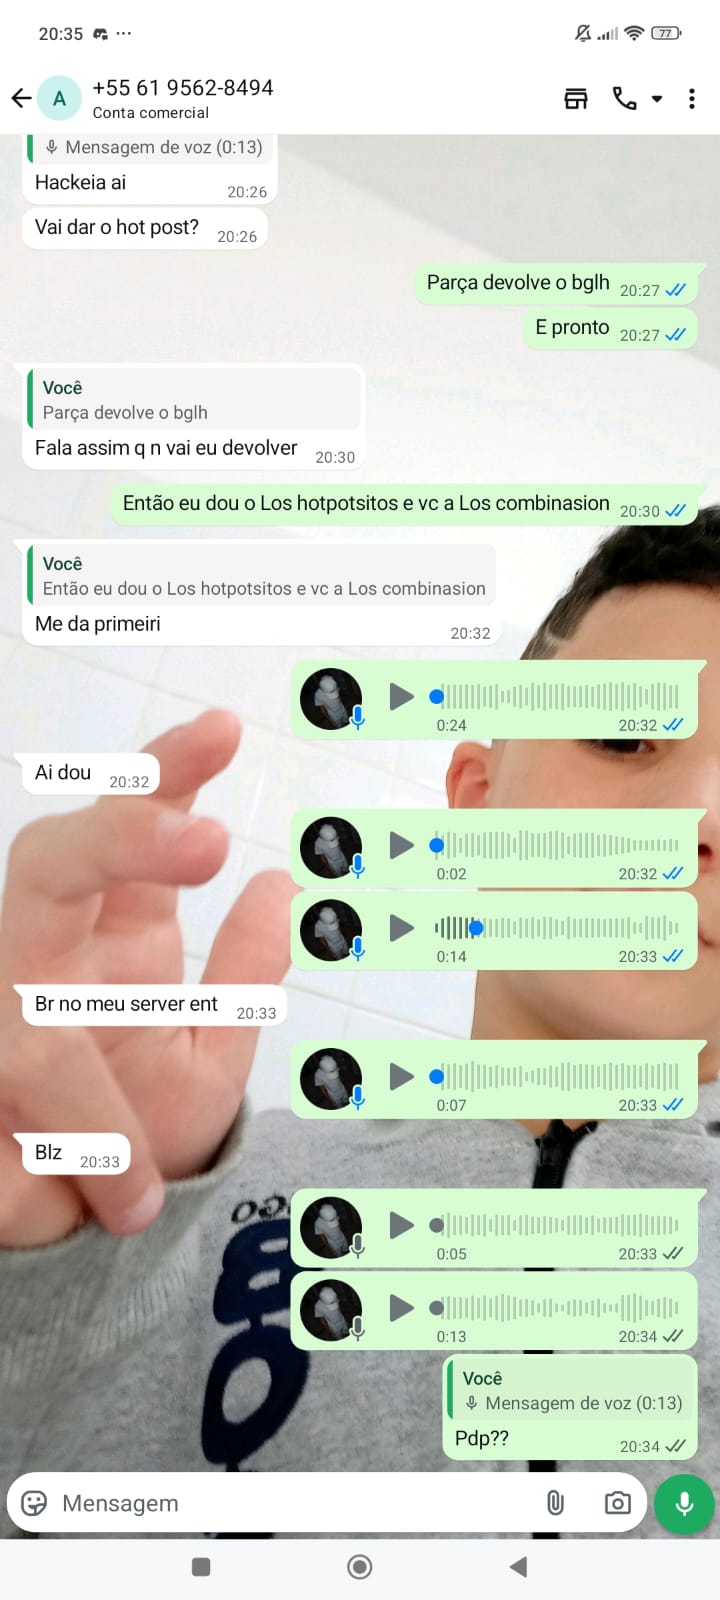 20:35
77
A
+55 61 9562-8494
Conta comercial
Mensagem de voz (0:13)
Hackeia ai
20:26
Vai dar o hot post?
20:26
Parça devolve o bglh
20:27
E pronto
20:27
Você
Parça devolve o bglh
Fala assim q n vai eu devolver
20:30
Então eu dou o Los hotpotsitos e vc a Los combinasion
20:30
Você
Então eu dou o Los hotpotsitos e vc a Los combinasion
Me da primeiri
20:32
0:24
20:32
Ai dou
20:32
0:02
20:32
0:14
20:33
Br no meu server ent
20:33
0:07
20:33
Blz
20:33
0:05
20:33
0:13
20:34
Você
Mensagem de voz (0:13)
Pdp??
20:34
Mensagem